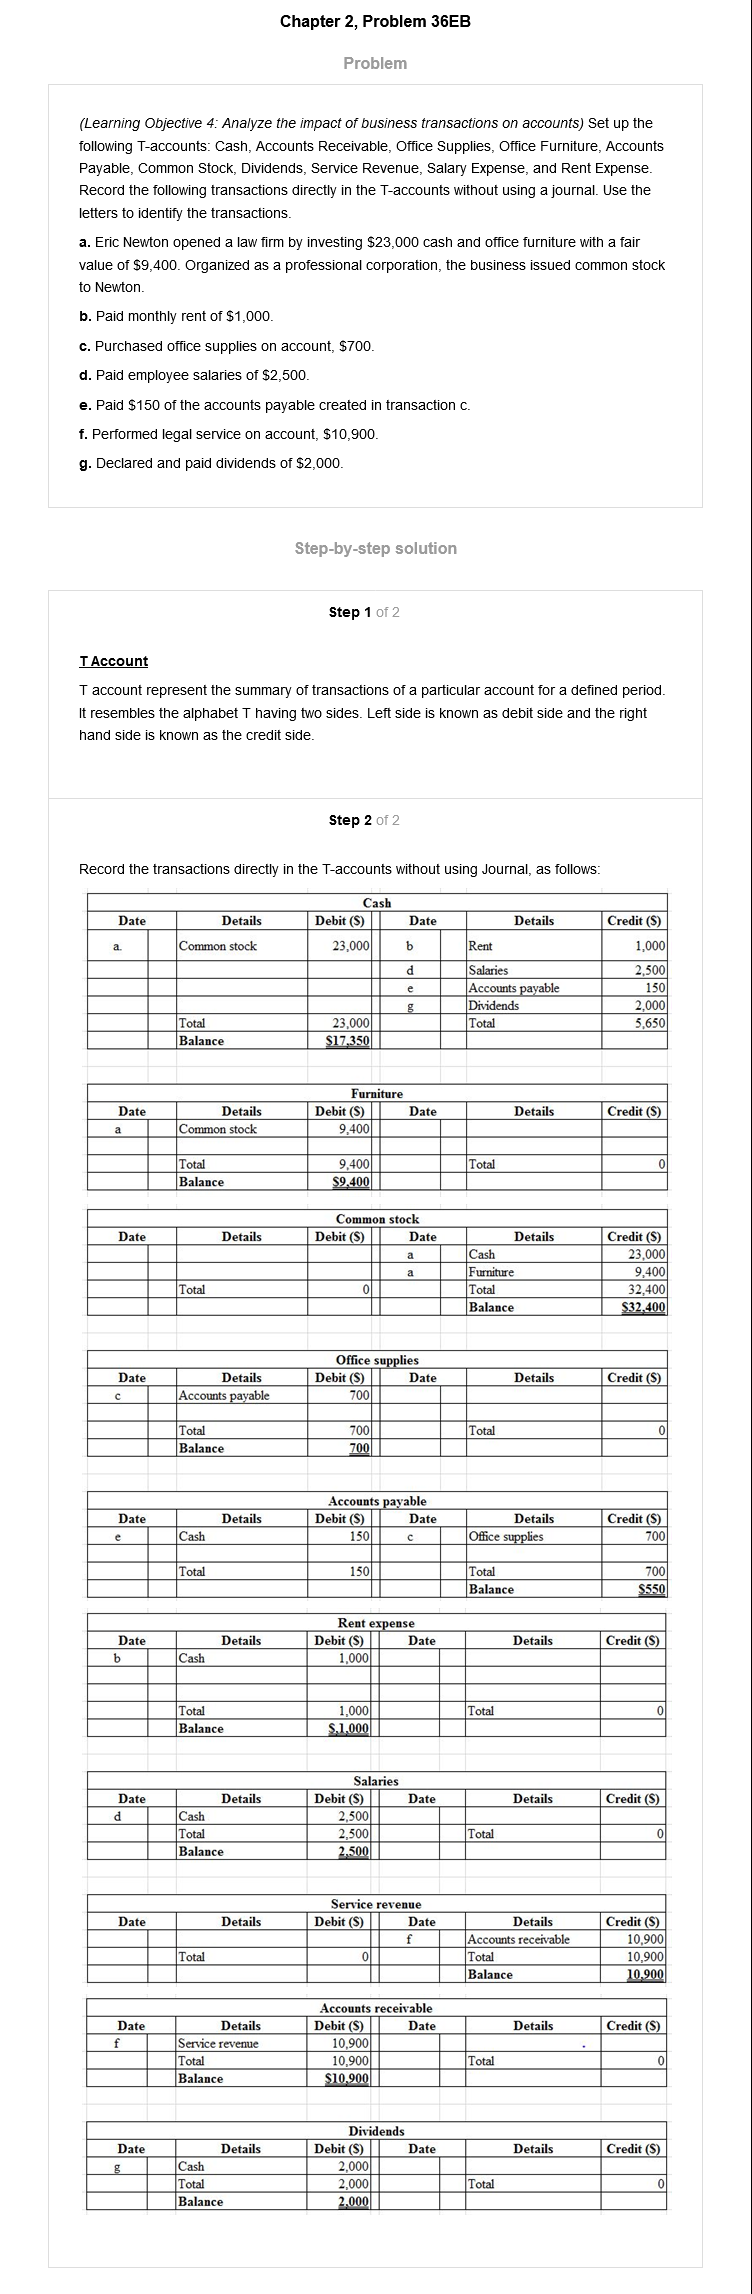 Chapter 2, Problem 36EB
Problem
(Learning Objective 4: Analyze the impact of business transactions on accounts) Set up the
following T-accounts: Cash, Accounts Receivable, Office Supplies, Office Furniture, Accounts
Payable, Common Stock, Dividends, Service Revenue, Salary Expense, and Rent Expense.
Record the following transactions directly in the T-accounts without using a journal. Use the
letters to identify the transactions.
a. Eric Newton opened a law firm by investing $23,000 cash and office furniture with a fair
value of $9,400. Organized as a professional corporation, the business issued common stock
to Newton.
b. Paid monthly rent of $1,000.
c. Purchased office supplies on account, $700.
d. Paid employee salaries of $2,500.
e. Paid $150 of the accounts payable created in transaction c.
f. Performed legal service on account, $10,900.
g. Declared and paid dividends of $2,000.
Step-by-step solution
Step 1 of 2
T Account
T account represent the summary of transactions of a particular account for a defined period.
It resembles the alphabet T having two sides. Left side is known as debit side and the right
hand side is known as the credit side.
Step 2 of 2
Record the transactions directly in the T-accounts without using Journal, as follows:
Cash
Date Details Debit ($) Date Details Credit ($)
a. Common stock 23,000 b Rent 1,000
d Salaries 2,500
e Accounts payable 150
g Dividends 2,000
Total 23,000 Total 5,650
Balance $17,350
Furniture
Date Details Debit ($) Date Details Credit ($)
a Common stock 9,400
Total 9,400 Total 0
Balance $9,400
Common stock
Date Details Debit ($) Date Details Credit ($)
a Cash 23,000
a Furniture 9,400
Total 0 Total 32,400
Balance $32,400
Office supplies
Date Details Debit ($) Date Details Credit ($)
c Accounts payable 700
Total 700 Total 0
Balance 700
Accounts payable
Date Details Debit ($) Date Details Credit ($)
e Cash 150 c Office supplies 700
Total 150 Total 700
Balance $550
Rent expense
Date Details Debit ($) Date Details Credit ($)
b Cash 1,000
Total 1,000 Total 0
Balance $,1,000
Salaries
Date Details Debit ($) Date Details Credit ($)
d Cash 2,500
Total 2,500 Total 0
Balance 2,500
Service revenue
Date Details Debit ($) Date Details Credit ($)
f Accounts receivable 10,900
Total 0 Total 10,900
Balance 10,900
Accounts receivable
Date Details Debit ($) Date Details Credit ($)
f Service revenue 10,900
Total 10,900 Total 0
Balance $10,900
Dividends
Date Details Debit ($) Date Details Credit ($)
g Cash 2,000
Total 2,000 Total 0
Balance 2,000